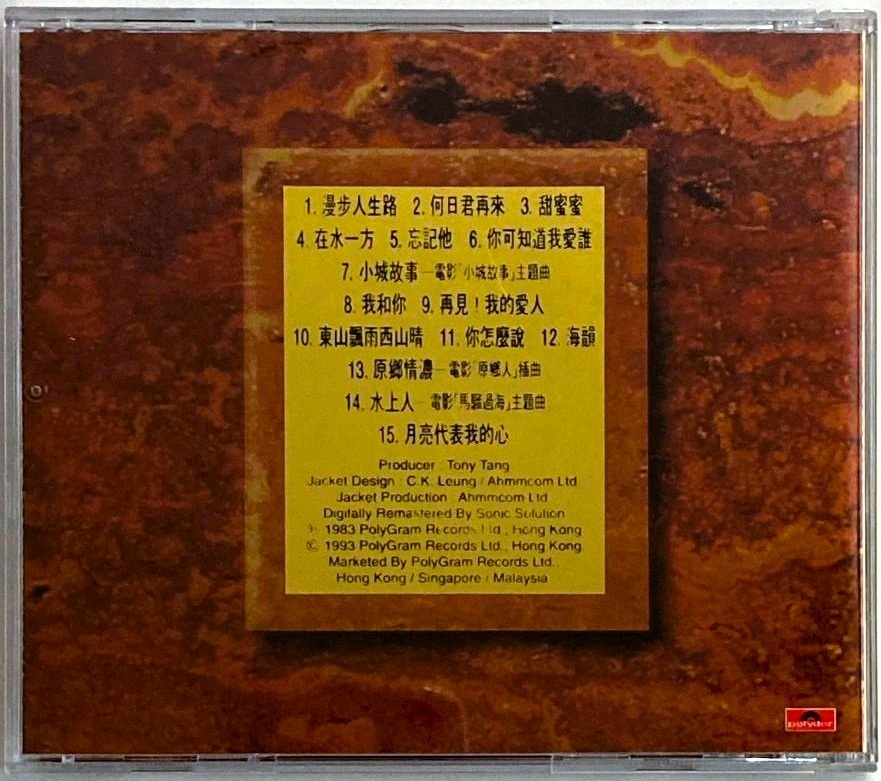 1. 漫步人生路 2. 何日君再來 3. 甜蜜蜜
4. 在水一方 5. 忘記他 6. 你可知道我愛誰
7. 小城故事—電影「小城故事」主題曲
8. 我和你 9. 再見!我的愛人
10. 東山飄雨西山晴 11. 你怎麼說 12. 海韻
13. 原鄉情濃—電影「原鄉人」插曲
14. 水上人—電影「馬騮過海」主題曲
15. 月亮代表我的心
Producer : Tony Tang
Jacket Design : C.K. Leung / Ahmmcom Ltd
Jacket Production : Ahmmcom Ltd
Digitally Remastered By Sonic Solution
℗ 1983 PolyGram Records Ltd., Hong Kong
© 1993 PolyGram Records Ltd., Hong Kong
Marketed By PolyGram Records Ltd.,
Hong Kong / Singapore / Malaysia
polydor